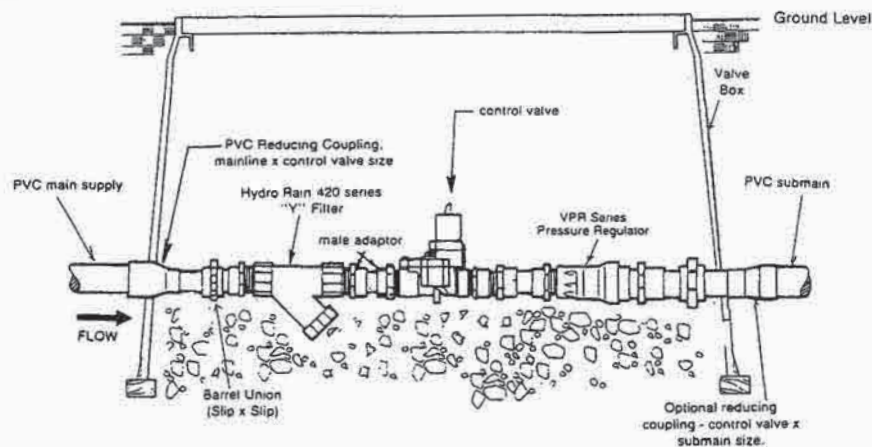 Ground Level
Valve
Box
control valve
PVC Reducing Coupling,
mainline x control valve size
PVC main supply
Hydro Rain 420 series
"Y" Filter
male adaptor
VPR Series
Pressure Regulator
PVC submain
FLOW
Barrel Union
(Slip x Slip)
Optional reducing
coupling - control valve x
submain size.